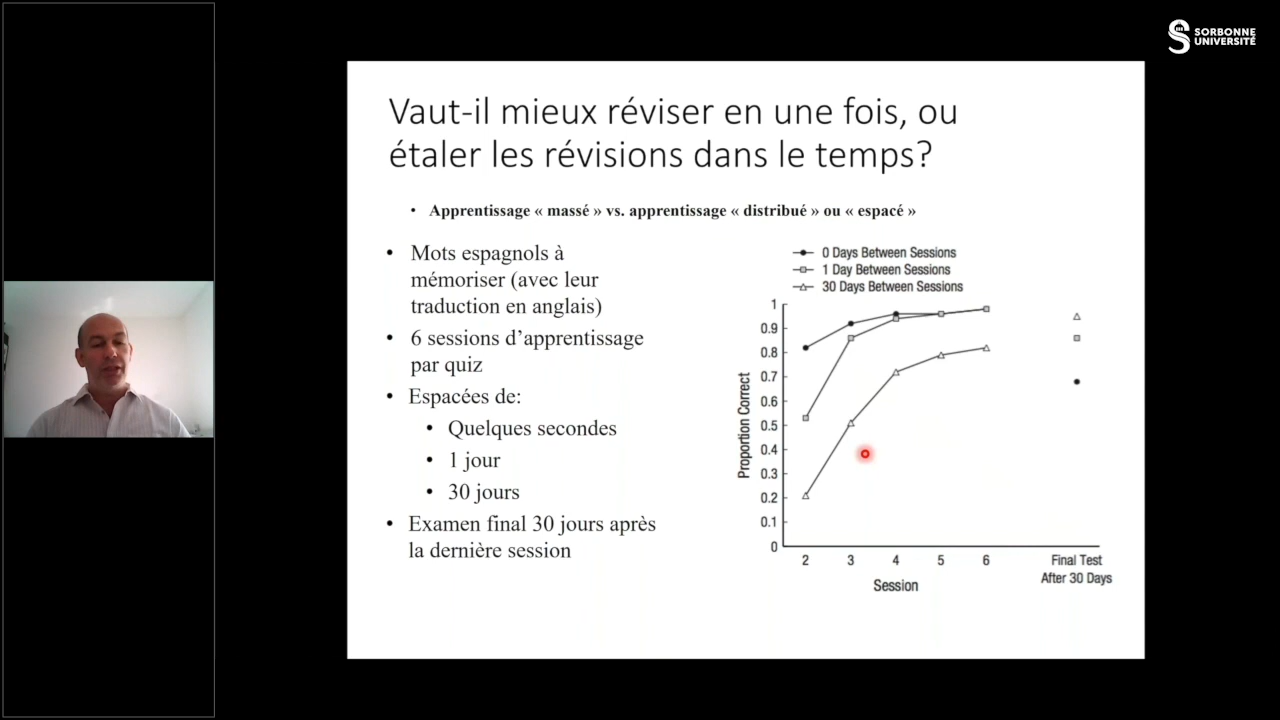 SORBONNE
UNIVERSITÉ
Vaut-il mieux réviser en une fois, ou
étaler les révisions dans le temps?
• Apprentissage « massé » vs. apprentissage « distribué » ou « espacé »
• Mots espagnols à
mémoriser (avec leur
traduction en anglais)
• 6 sessions d’apprentissage
par quiz
• Espacées de:
• Quelques secondes
• 1 jour
• 30 jours
• Examen final 30 jours après
la dernière session
0 Days Between Sessions
1 Day Between Sessions
30 Days Between Sessions
Proportion Correct
1
0.9
0.8
0.7
0.6
0.5
0.4
0.3
0.2
0.1
0
2 3 4 5 6
Session
Final Test
After 30 Days